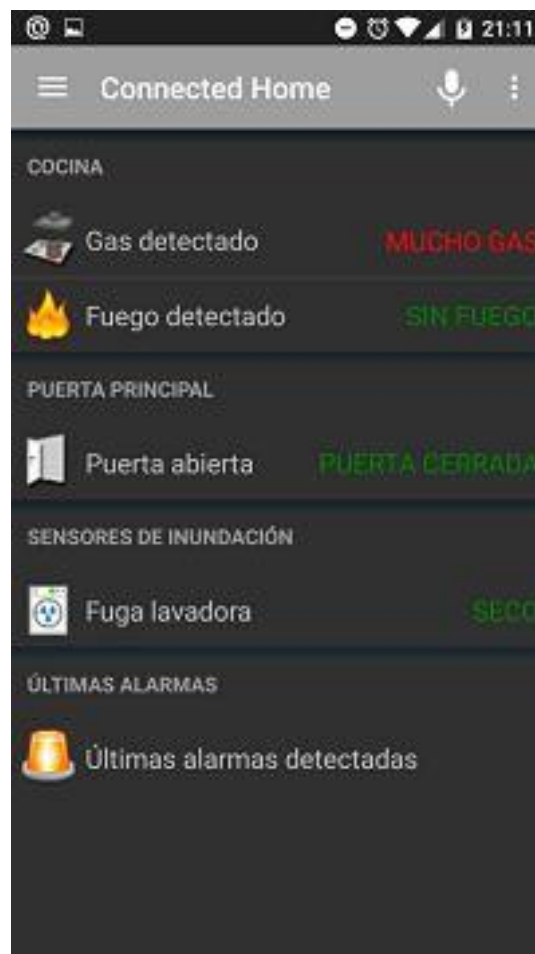 21:11
Connected Home
COCINA
Gas detectado MUCHO GAS
Fuego detectado SIN FUEGO
PUERTA PRINCIPAL
Puerta abierta PUERTA CERRADA
SENSORES DE INUNDACIÓN
Fuga lavadora SECO
ÚLTIMAS ALARMAS
Últimas alarmas detectadas